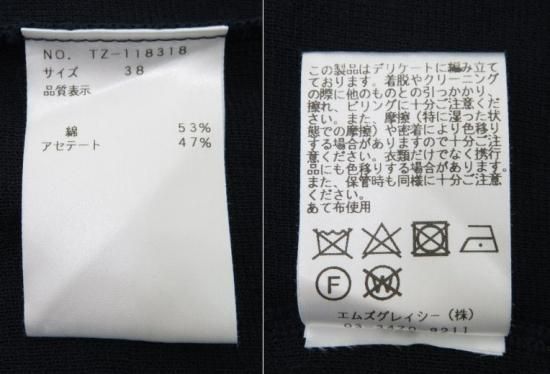 NO. TZ-118318
サイズ 38
品質表示
綿 53%
アセテート 47%
この製品はデリケートに編み立て
ております。着脱やクリーニング
の際に他のものとの引っかかり、
擦れ、ピリングに十分ご注意くだ
さい。また、摩擦（特に湿った状
態での摩擦）や密着により色移り
する場合がありますので十分ご注
意ください。衣類だけでなく携行
品にも色移りする場合があります。
また、保管時も同様に十分ご注意
ください。
あて布使用
F
W
エムズグレイシー（株）
03 3470 8211